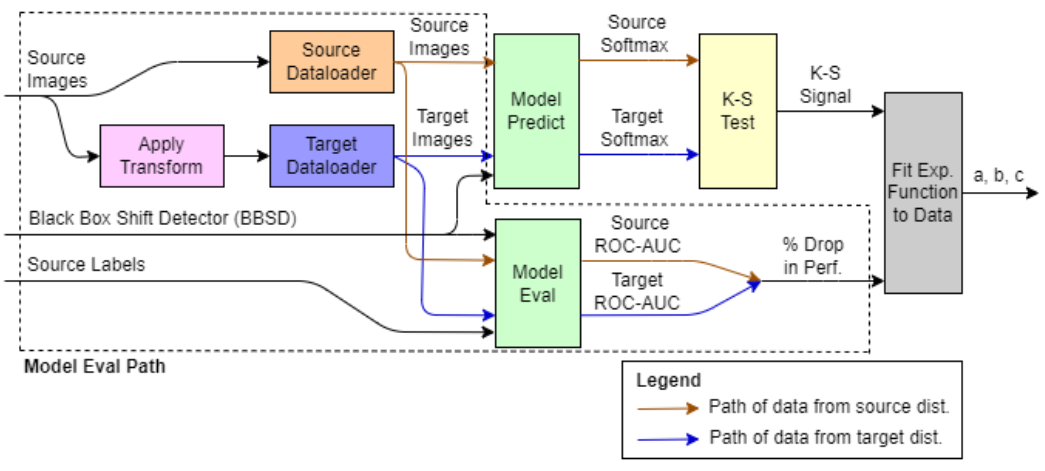 Source
Images
Source
Dataloader
Source
Images
Source
Softmax
Apply
Transform
Target
Dataloader
Target
Images
Model
Predict
Target
Softmax
K-S
Test
K-S
Signal
Fit Exp.
Function
to Data
a, b, c
Black Box Shift Detector (BBSD)
Source Labels
Model
Eval
Source
ROC-AUC
Target
ROC-AUC
% Drop
in Perf.
Model Eval Path
Legend
Path of data from source dist.
Path of data from target dist.